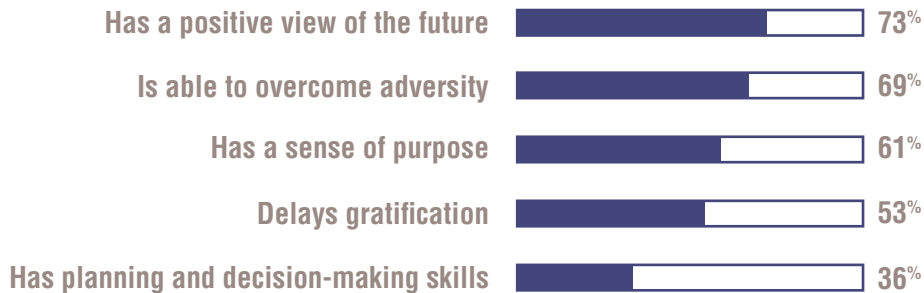 Has a positive view of the future 73%
Is able to overcome adversity 69%
Has a sense of purpose 61%
Delays gratification 53%
Has planning and decision-making skills 36%